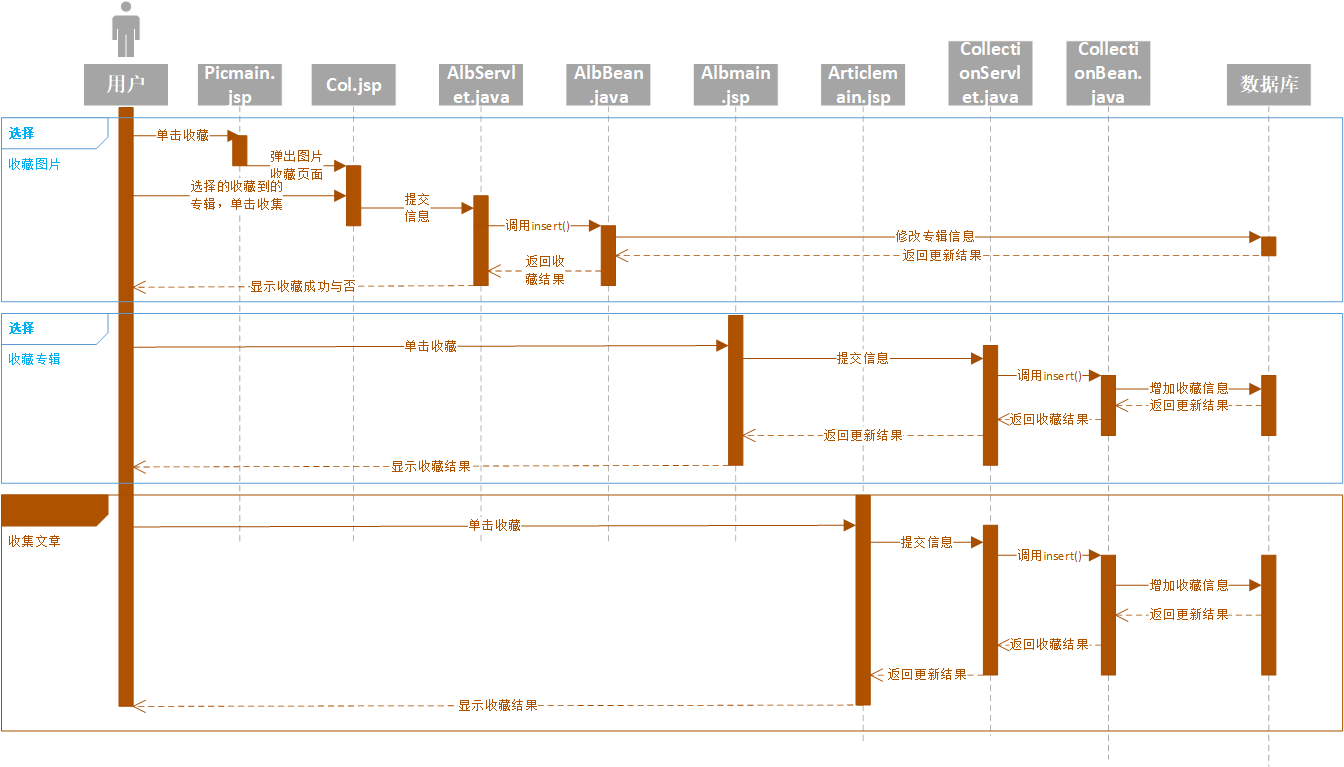 用户
Picmain.
jsp
Col.jsp
AlbServl
et.java
AlbBean
.java
Albmain
.jsp
Articlem
ain.jsp
Collecti
onServl
et.java
Collecti
onBean.
java
数据库
选择
收藏图片
单击收藏
弹出图片
收藏页面
选择的收藏到的
专辑，单击收集
提交
信息
调用insert()
修改专辑信息
返回更新结果
返回收
藏结果
显示收藏成功与否
选择
收藏专辑
单击收藏
提交信息
调用insert()
增加收藏信息
返回更新结果
返回收藏结果
返回更新结果
显示收藏结果
收集文章
单击收藏
提交信息
调用insert()
增加收藏信息
返回更新结果
返回收藏结果
返回更新结果
显示收藏结果